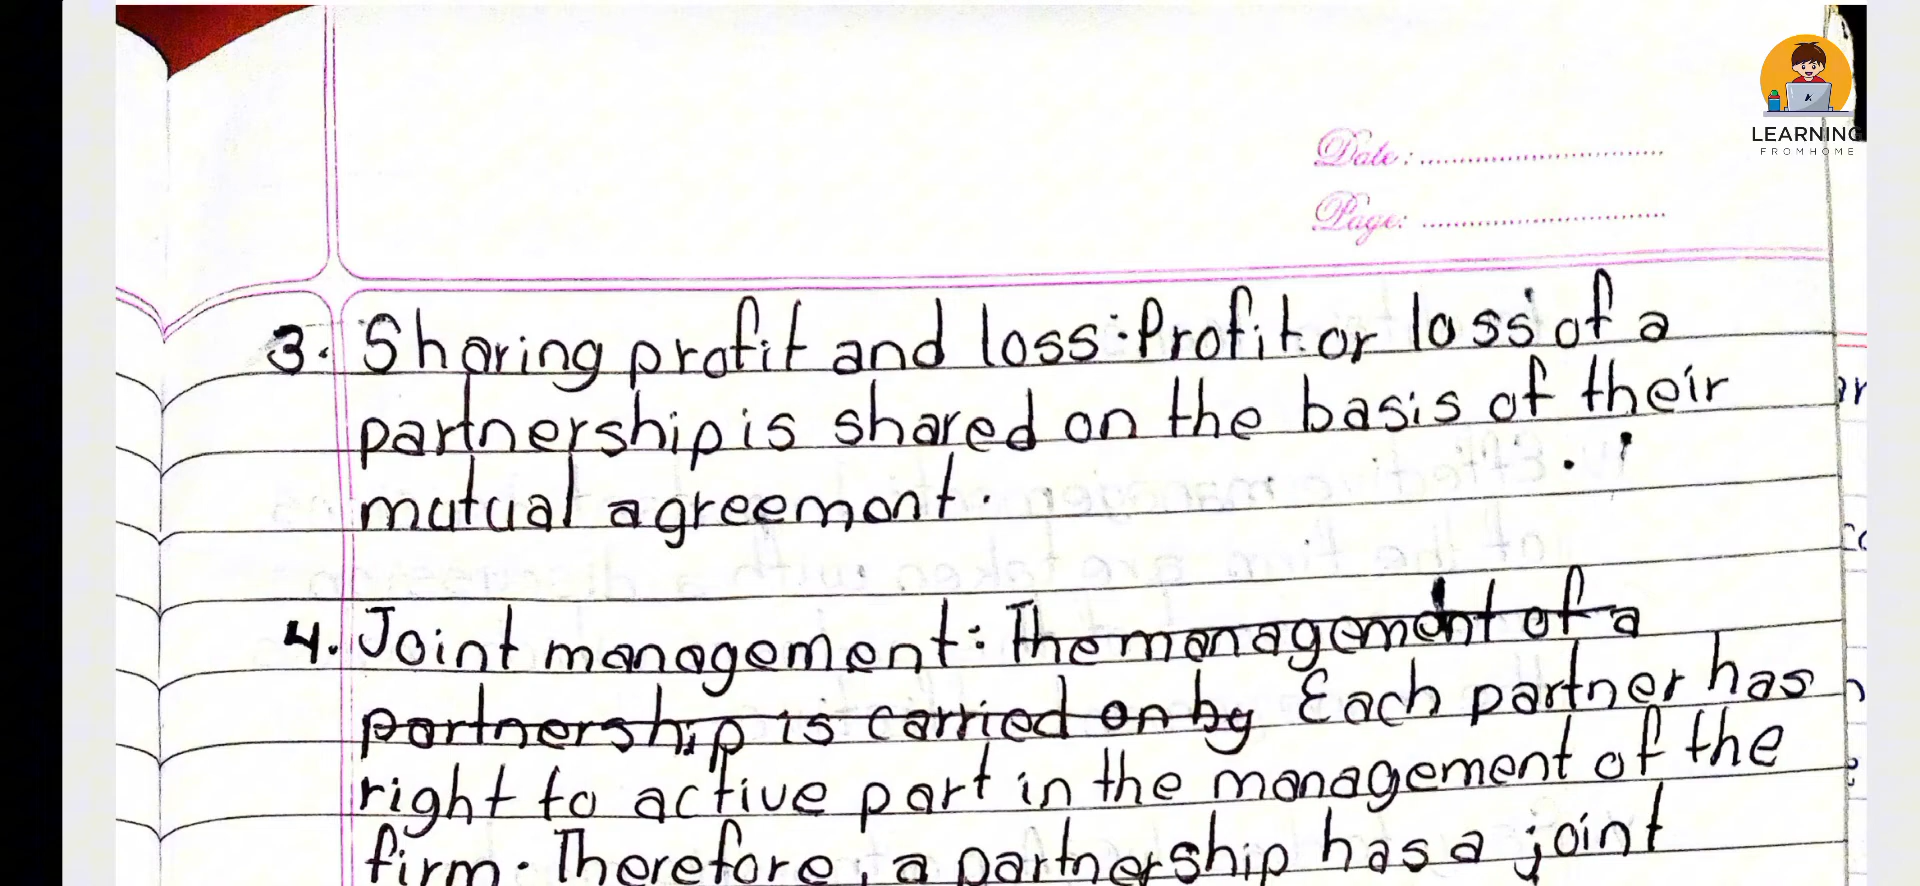 LEARNING
FROMHOME
Date: ........................
Page: ........................
3. Sharing profit and loss: Profit or loss of a
partnership is shared on the basis of their
mutual agreement.
4. Joint management: The management of a
partnership is carried on by Each partner has
right to active part in the management of the
firm. Therefore, a partnership has a joint